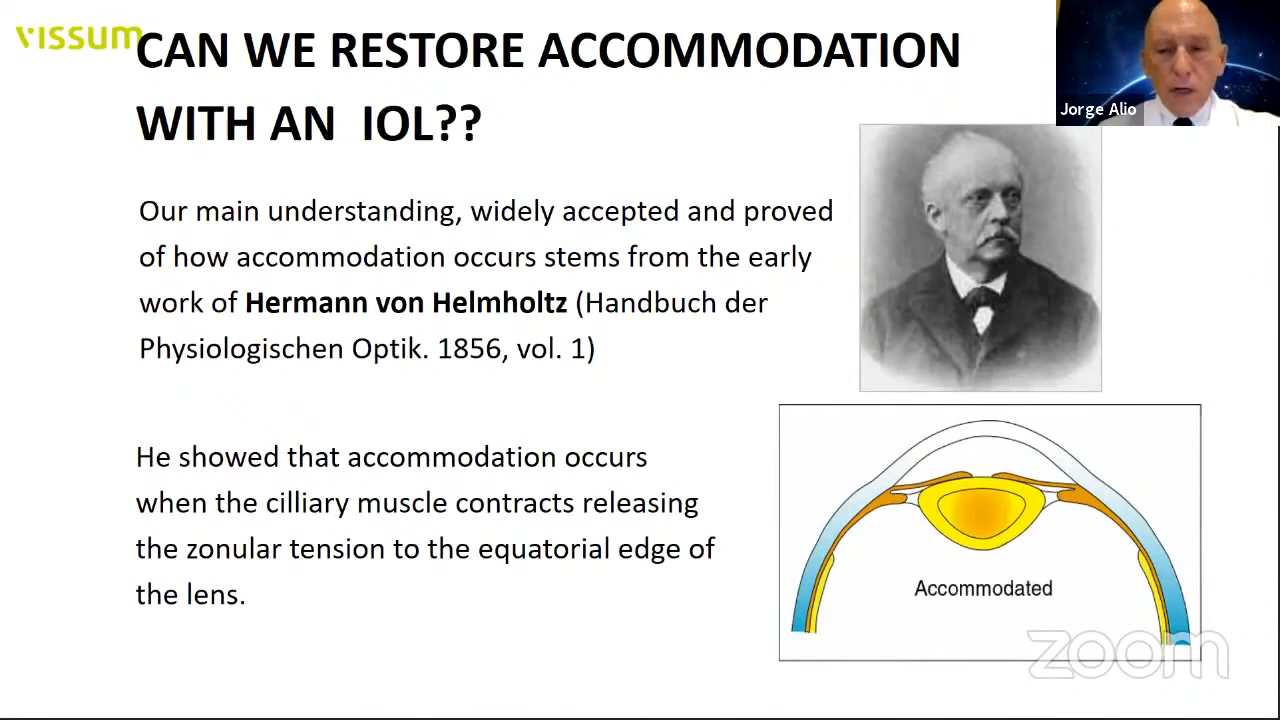 vissum
CAN WE RESTORE ACCOMMODATION
WITH AN IOL??
Jorge Alio
Our main understanding, widely accepted and proved
of how accommodation occurs stems from the early
work of Hermann von Helmholtz (Handbuch der
Physiologischen Optik. 1856, vol. 1)
He showed that accommodation occurs
when the cilliary muscle contracts releasing
the zonular tension to the equatorial edge of
the lens.
Accommodated
zoom